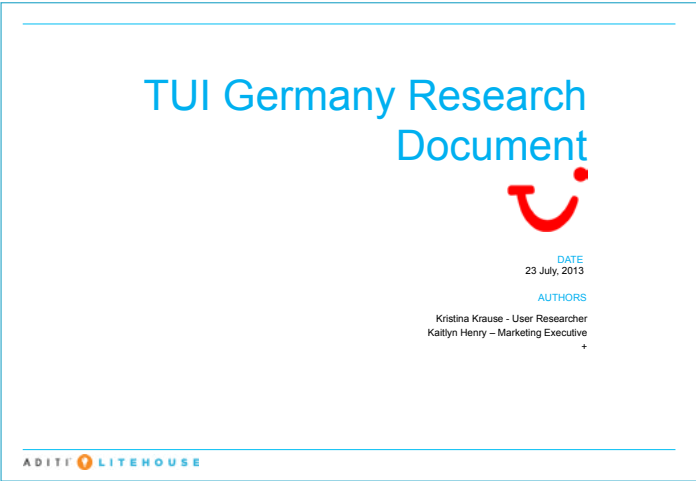 TUI Germany Research
Document
DATE
23 July, 2013
AUTHORS
Kristina Krause - User Researcher
Kaitlyn Henry – Marketing Executive
+
ADITI LITEHOUSE